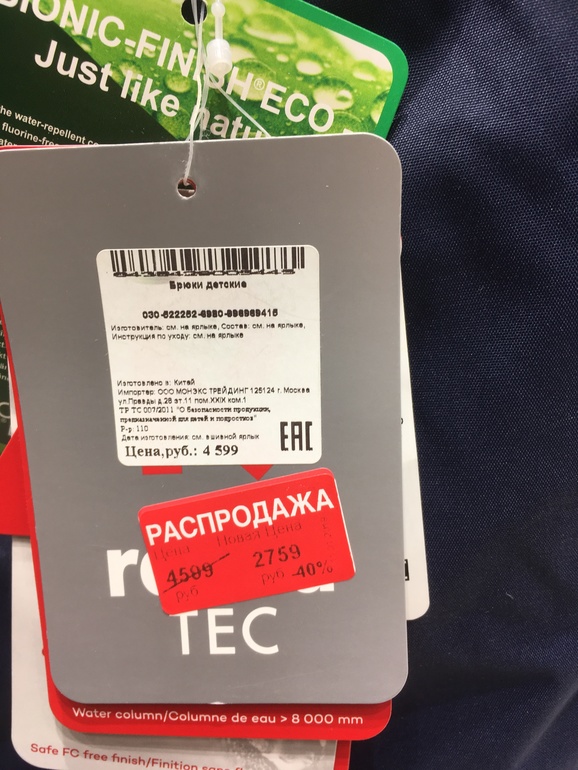 BIONIC-FINISH®ECO
Just like natu
he water-repellent
fluorine-free
Брюки детские
Изготовитель: см. на ярлыке, Состав: см. на ярлыке,
Инструкция по уходу: см. на ярлыке
Изготовлено в: Китай
Импортер: ООО МОНЭКС ТРЕЙДИНГ 125124 г. Москва
ул.Правды д.26 эт.11 пом.XXIX ком.1
ТР ТС 007/2011 "О безопасности продукции,
предназначенной для детей и подростков"
Р-р: 110
Дата изготовления: см. вшивной ярлык
EAC
Цена,руб.: 4 599
РАСПРОДАЖА
Цена Новая Цена
4599 2759
руб руб -40%
TEC
Water column/Columne de eau > 8 000 mm
Safe FC free finish/Finition sans